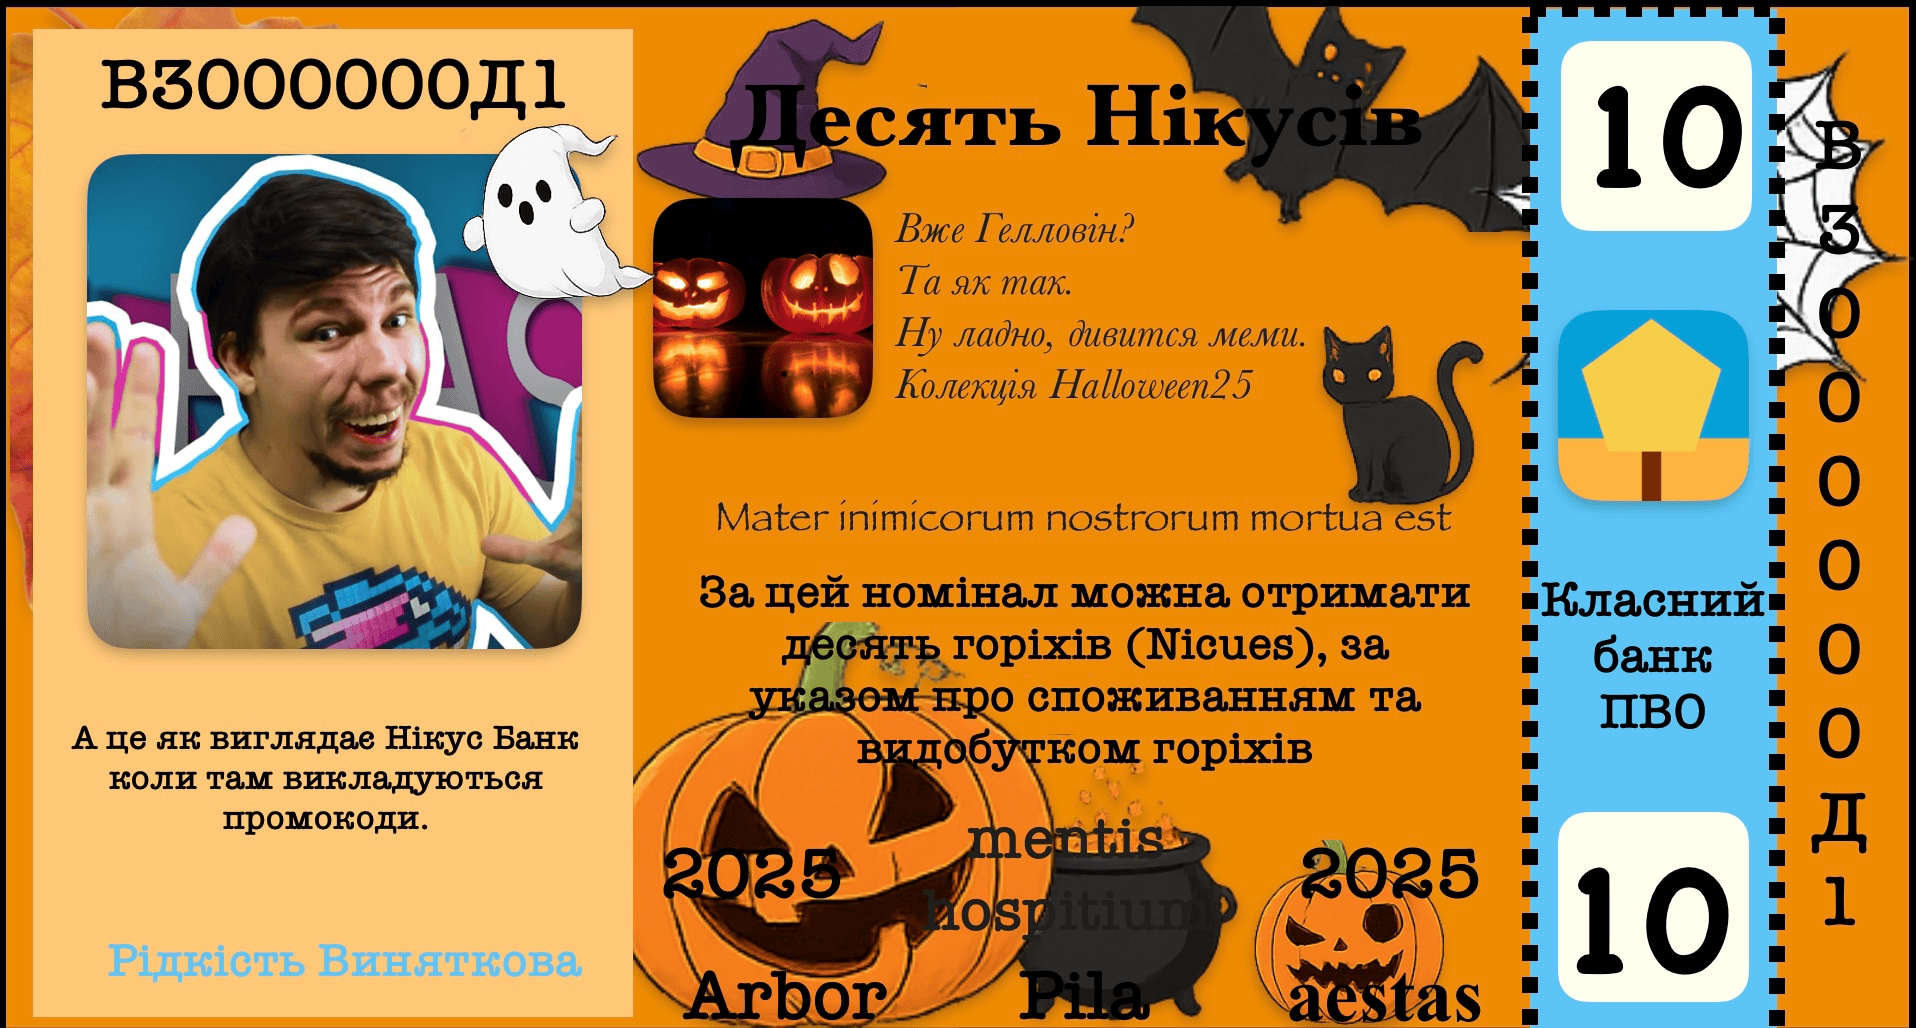 В3000000Д1
А це як виглядає Нікус Банк
коли там викладуються
промокоди.
Рідкість Виняткова
Десять Нікусів
Вже Гелловін?
Та як так.
Ну ладно, дивится меми.
Колекція Halloween25
Mater inimicorum nostrorum mortua est
За цей номінал можна отримати
десять горіхів (Nicues), за
указом про споживанням та
видобутком горіхів
mentis
hospitium
2025
2025
Arbor
Pila
aestas
10
Класний
банк
ПВО
10
В3000000Д1